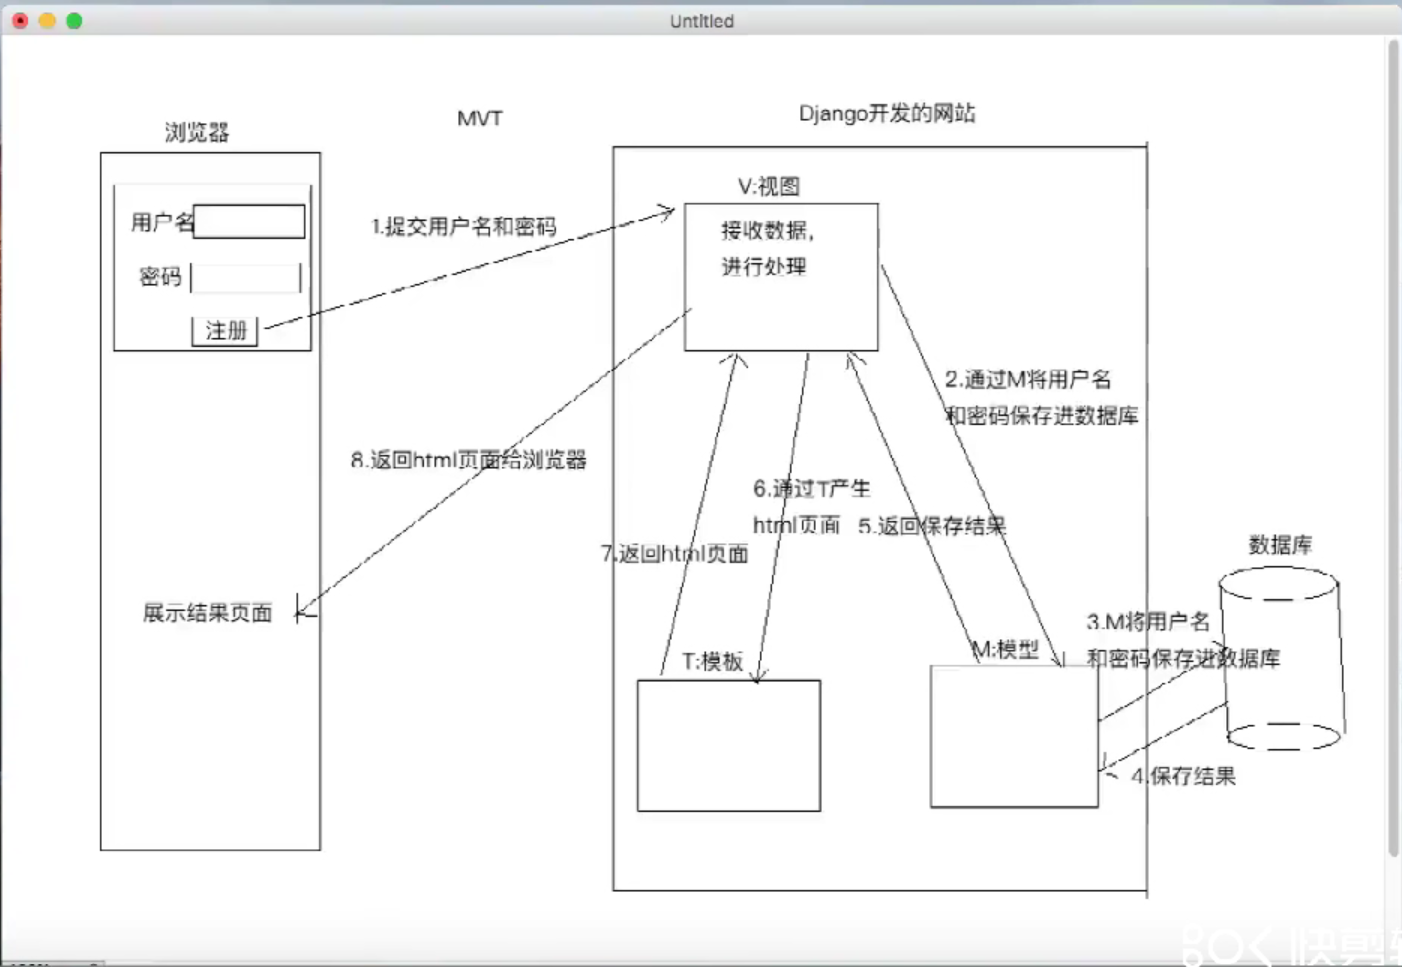 Untitled
MVT
Django开发的网站
浏览器
V:视图
用户名
1.提交用户名和密码
接收数据，
进行处理
密码
注册
2.通过M将用户名
和密码保存进数据库
8.返回html页面给浏览器
6.通过T产生
html页面
5.返回保存结果
7.返回html页面
数据库
展示结果页面
3.M将用户名
和密码保存进数据库
T:模板
M:模型
4.保存结果